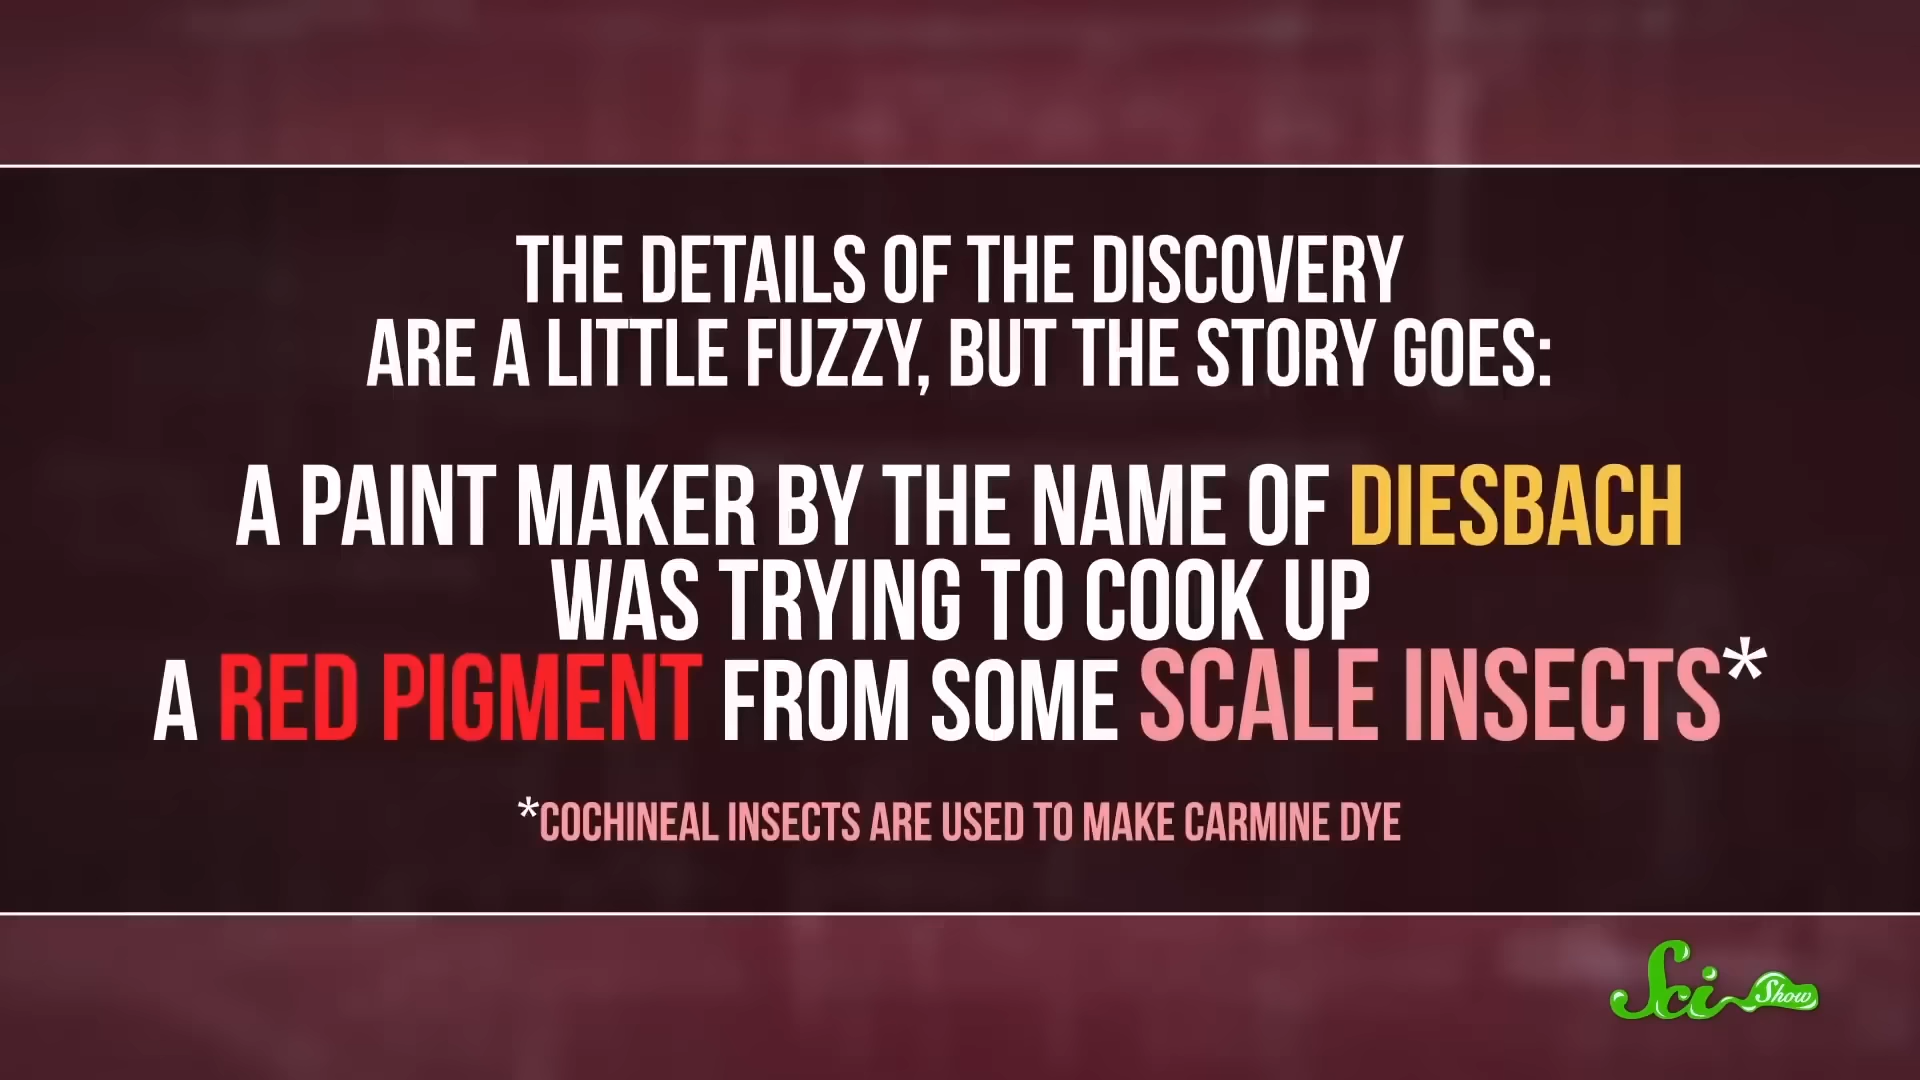 THE DETAILS OF THE DISCOVERY
ARE A LITTLE FUZZY, BUT THE STORY GOES:
A PAINT MAKER BY THE NAME OF DIESBACH
WAS TRYING TO COOK UP
A RED PIGMENT FROM SOME SCALE INSECTS*
*COCHINEAL INSECTS ARE USED TO MAKE CARMINE DYE
Sci Show